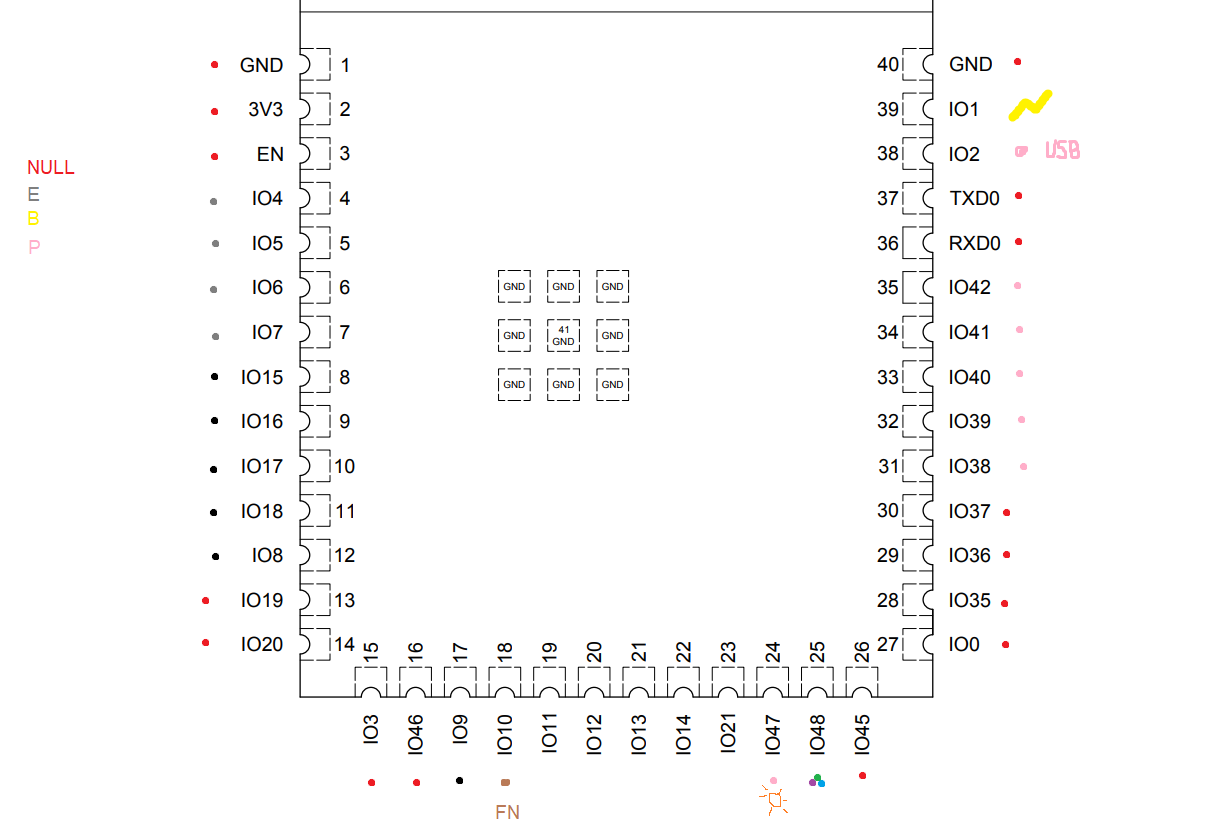 GND 1 40 GND
3V3 2 39 IO1
EN 3 38 IO2 USB
NULL
E
B
P
IO4 4 37 TXD0
IO5 5 36 RXD0
IO6 6 GND GND GND 35 IO42
IO7 7 GND 41 GND GND 34 IO41
IO15 8 GND GND GND 33 IO40
IO16 9 32 IO39
IO17 10 31 IO38
IO18 11 30 IO37
IO8 12 29 IO36
IO19 13 28 IO35
IO20 14 27 IO0
15 16 17 18 19 20 21 22 23 24 25 26
IO3 IO46 IO9 IO10 IO11 IO12 IO13 IO14 IO21 IO47 IO48 IO45
FN